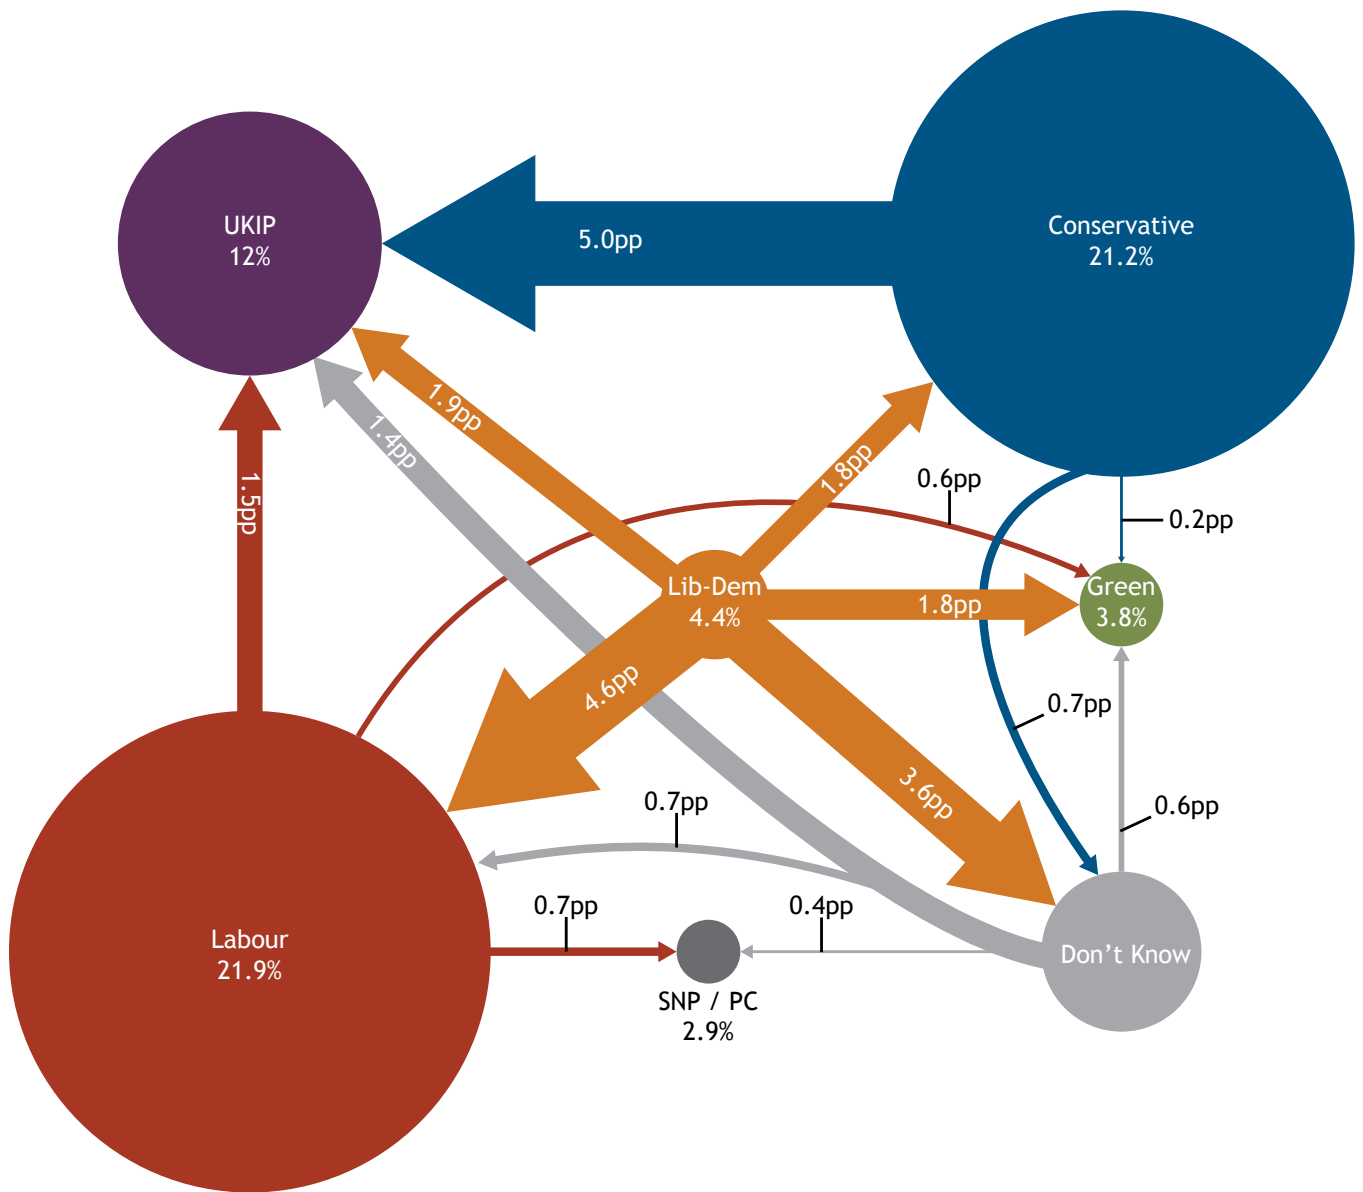 UKIP
12%
Conservative
21.2%
5.0pp
1.9pp
1.4pp
1.8pp
1.5pp
0.6pp
0.2pp
Lib-Dem
4.4%
1.8pp
Green
3.8%
4.6pp
0.7pp
3.6pp
0.7pp
0.6pp
0.7pp
0.4pp
Labour
21.9%
Don’t Know
SNP / PC
2.9%